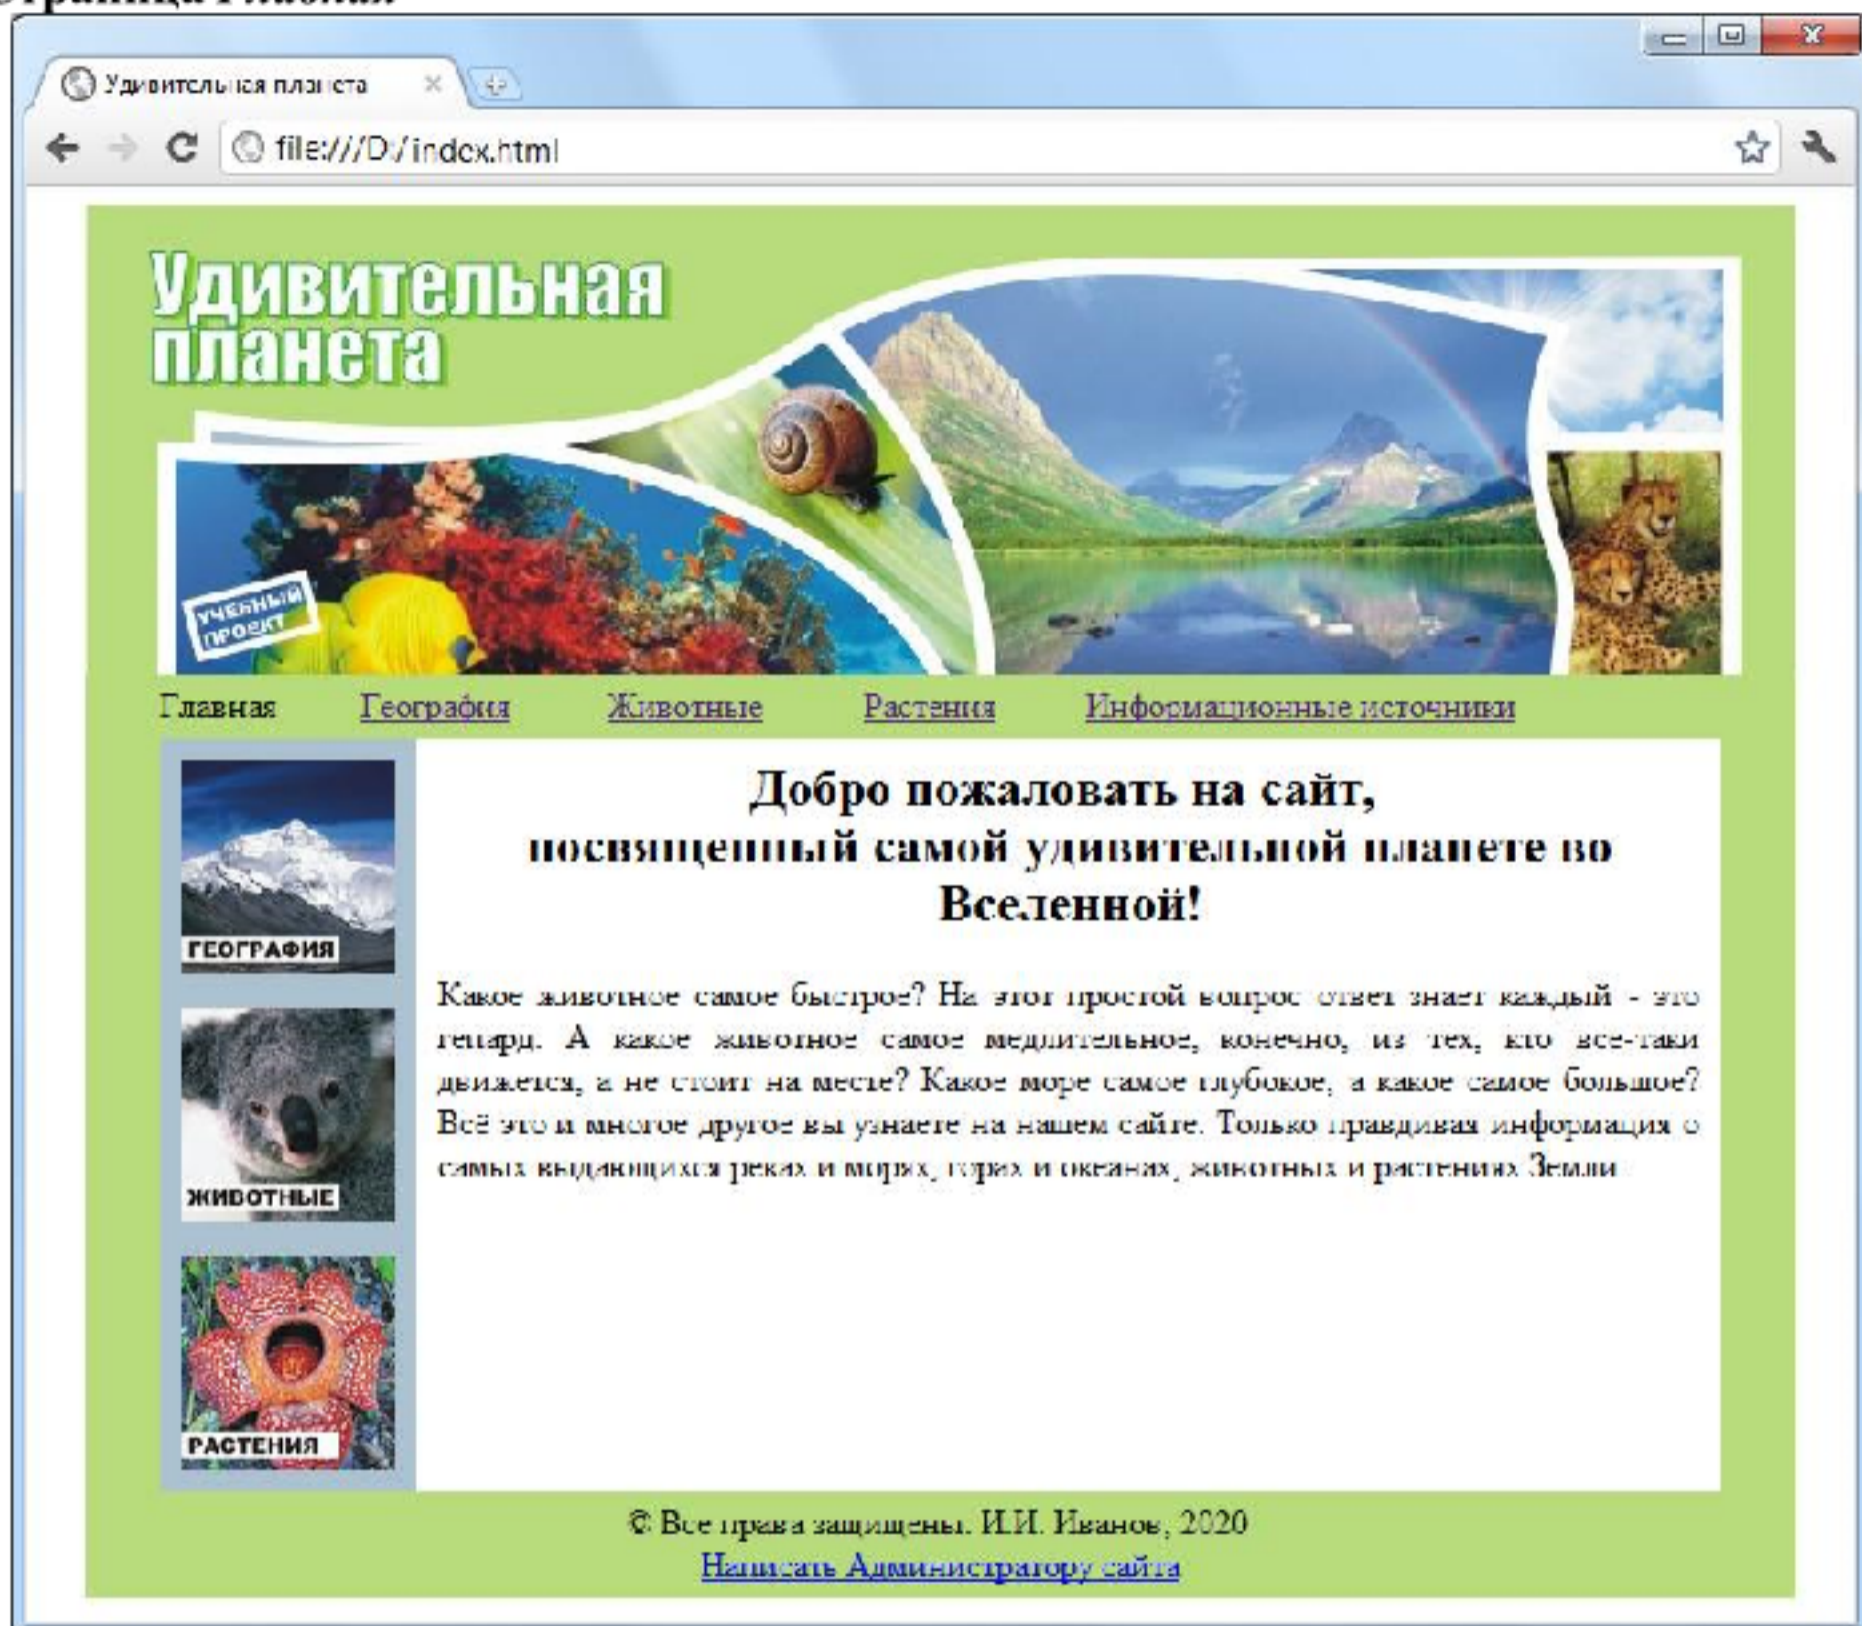 Страница Главная
Удивительная планета
file:///D:/index.html
Удивительная
планета
УЧЕБНЫЙ
ПРОЕКТ
Главная География Животные Растения Информационные источники
ГЕОГРАФИЯ
ЖИВОТНЫЕ
РАСТЕНИЯ
Добро пожаловать на сайт,
посвященный самой удивительной планете во
Вселенной!
Какое животное самое быстрое? На этот простой вопрос ответ знает каждый - это
гепард. А какое животное самое медлительное, конечно, из тех, кто все-таки
движется, а не стоит на месте? Какое море самое глубокое, а какое самое большое?
Всё это и многое другое вы узнаете на нашем сайте. Только правдивая информация о
самых выдающихся реках и морях, горах и океанах, животных и растениях Земли
© Все права защищены. И.И. Иванов, 2020
Написать Администратору сайта